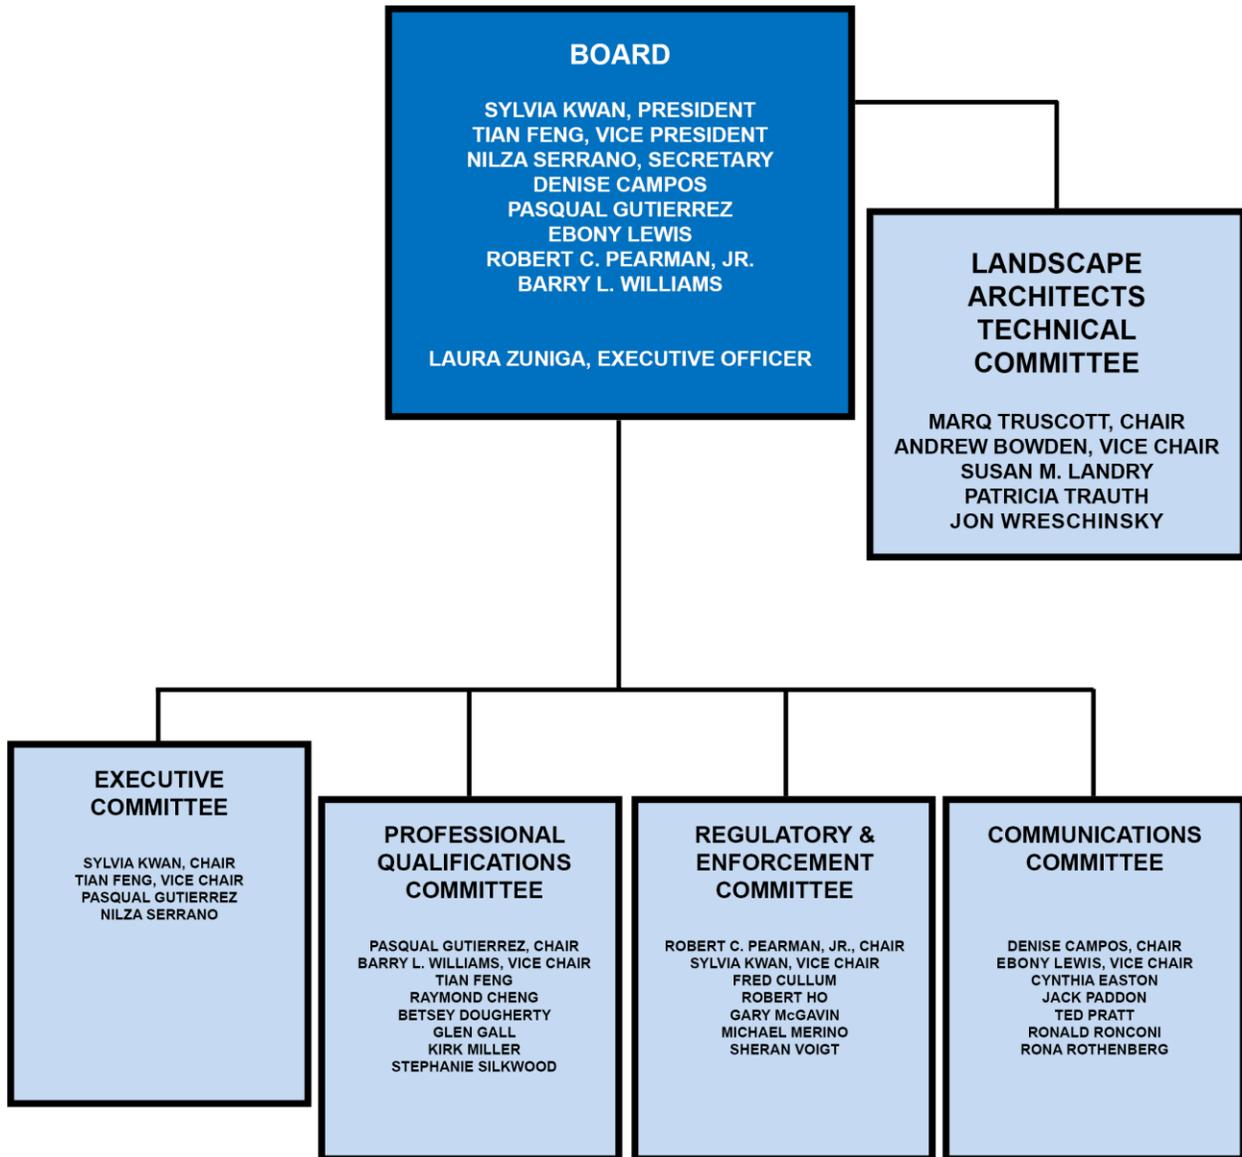 BOARD
SYLVIA KWAN, PRESIDENT
TIAN FENG, VICE PRESIDENT
NILZA SERRANO, SECRETARY
DENISE CAMPOS
PASQUAL GUTIERREZ
EBONY LEWIS
ROBERT C. PEARMAN, JR.
BARRY L. WILLIAMS
LAURA ZUNIGA, EXECUTIVE OFFICER
LANDSCAPE
ARCHITECTS
TECHNICAL
COMMITTEE
MARQ TRUSCOTT, CHAIR
ANDREW BOWDEN, VICE CHAIR
SUSAN M. LANDRY
PATRICIA TRAUTH
JON WRESCHINSKY
EXECUTIVE
COMMITTEE
SYLVIA KWAN, CHAIR
TIAN FENG, VICE CHAIR
PASQUAL GUTIERREZ
NILZA SERRANO
PROFESSIONAL
QUALIFICATIONS
COMMITTEE
PASQUAL GUTIERREZ, CHAIR
BARRY L. WILLIAMS, VICE CHAIR
TIAN FENG
RAYMOND CHENG
BETSEY DOUGHERTY
GLEN GALL
KIRK MILLER
STEPHANIE SILKWOOD
REGULATORY &
ENFORCEMENT
COMMITTEE
ROBERT C. PEARMAN, JR., CHAIR
SYLVIA KWAN, VICE CHAIR
FRED CULLUM
ROBERT HO
GARY McGAVIN
MICHAEL MERINO
SHERAN VOIGT
COMMUNICATIONS
COMMITTEE
DENISE CAMPOS, CHAIR
EBONY LEWIS, VICE CHAIR
CYNTHIA EASTON
JACK PADDON
TED PRATT
RONALD RONCONI
RONA ROTHENBERG